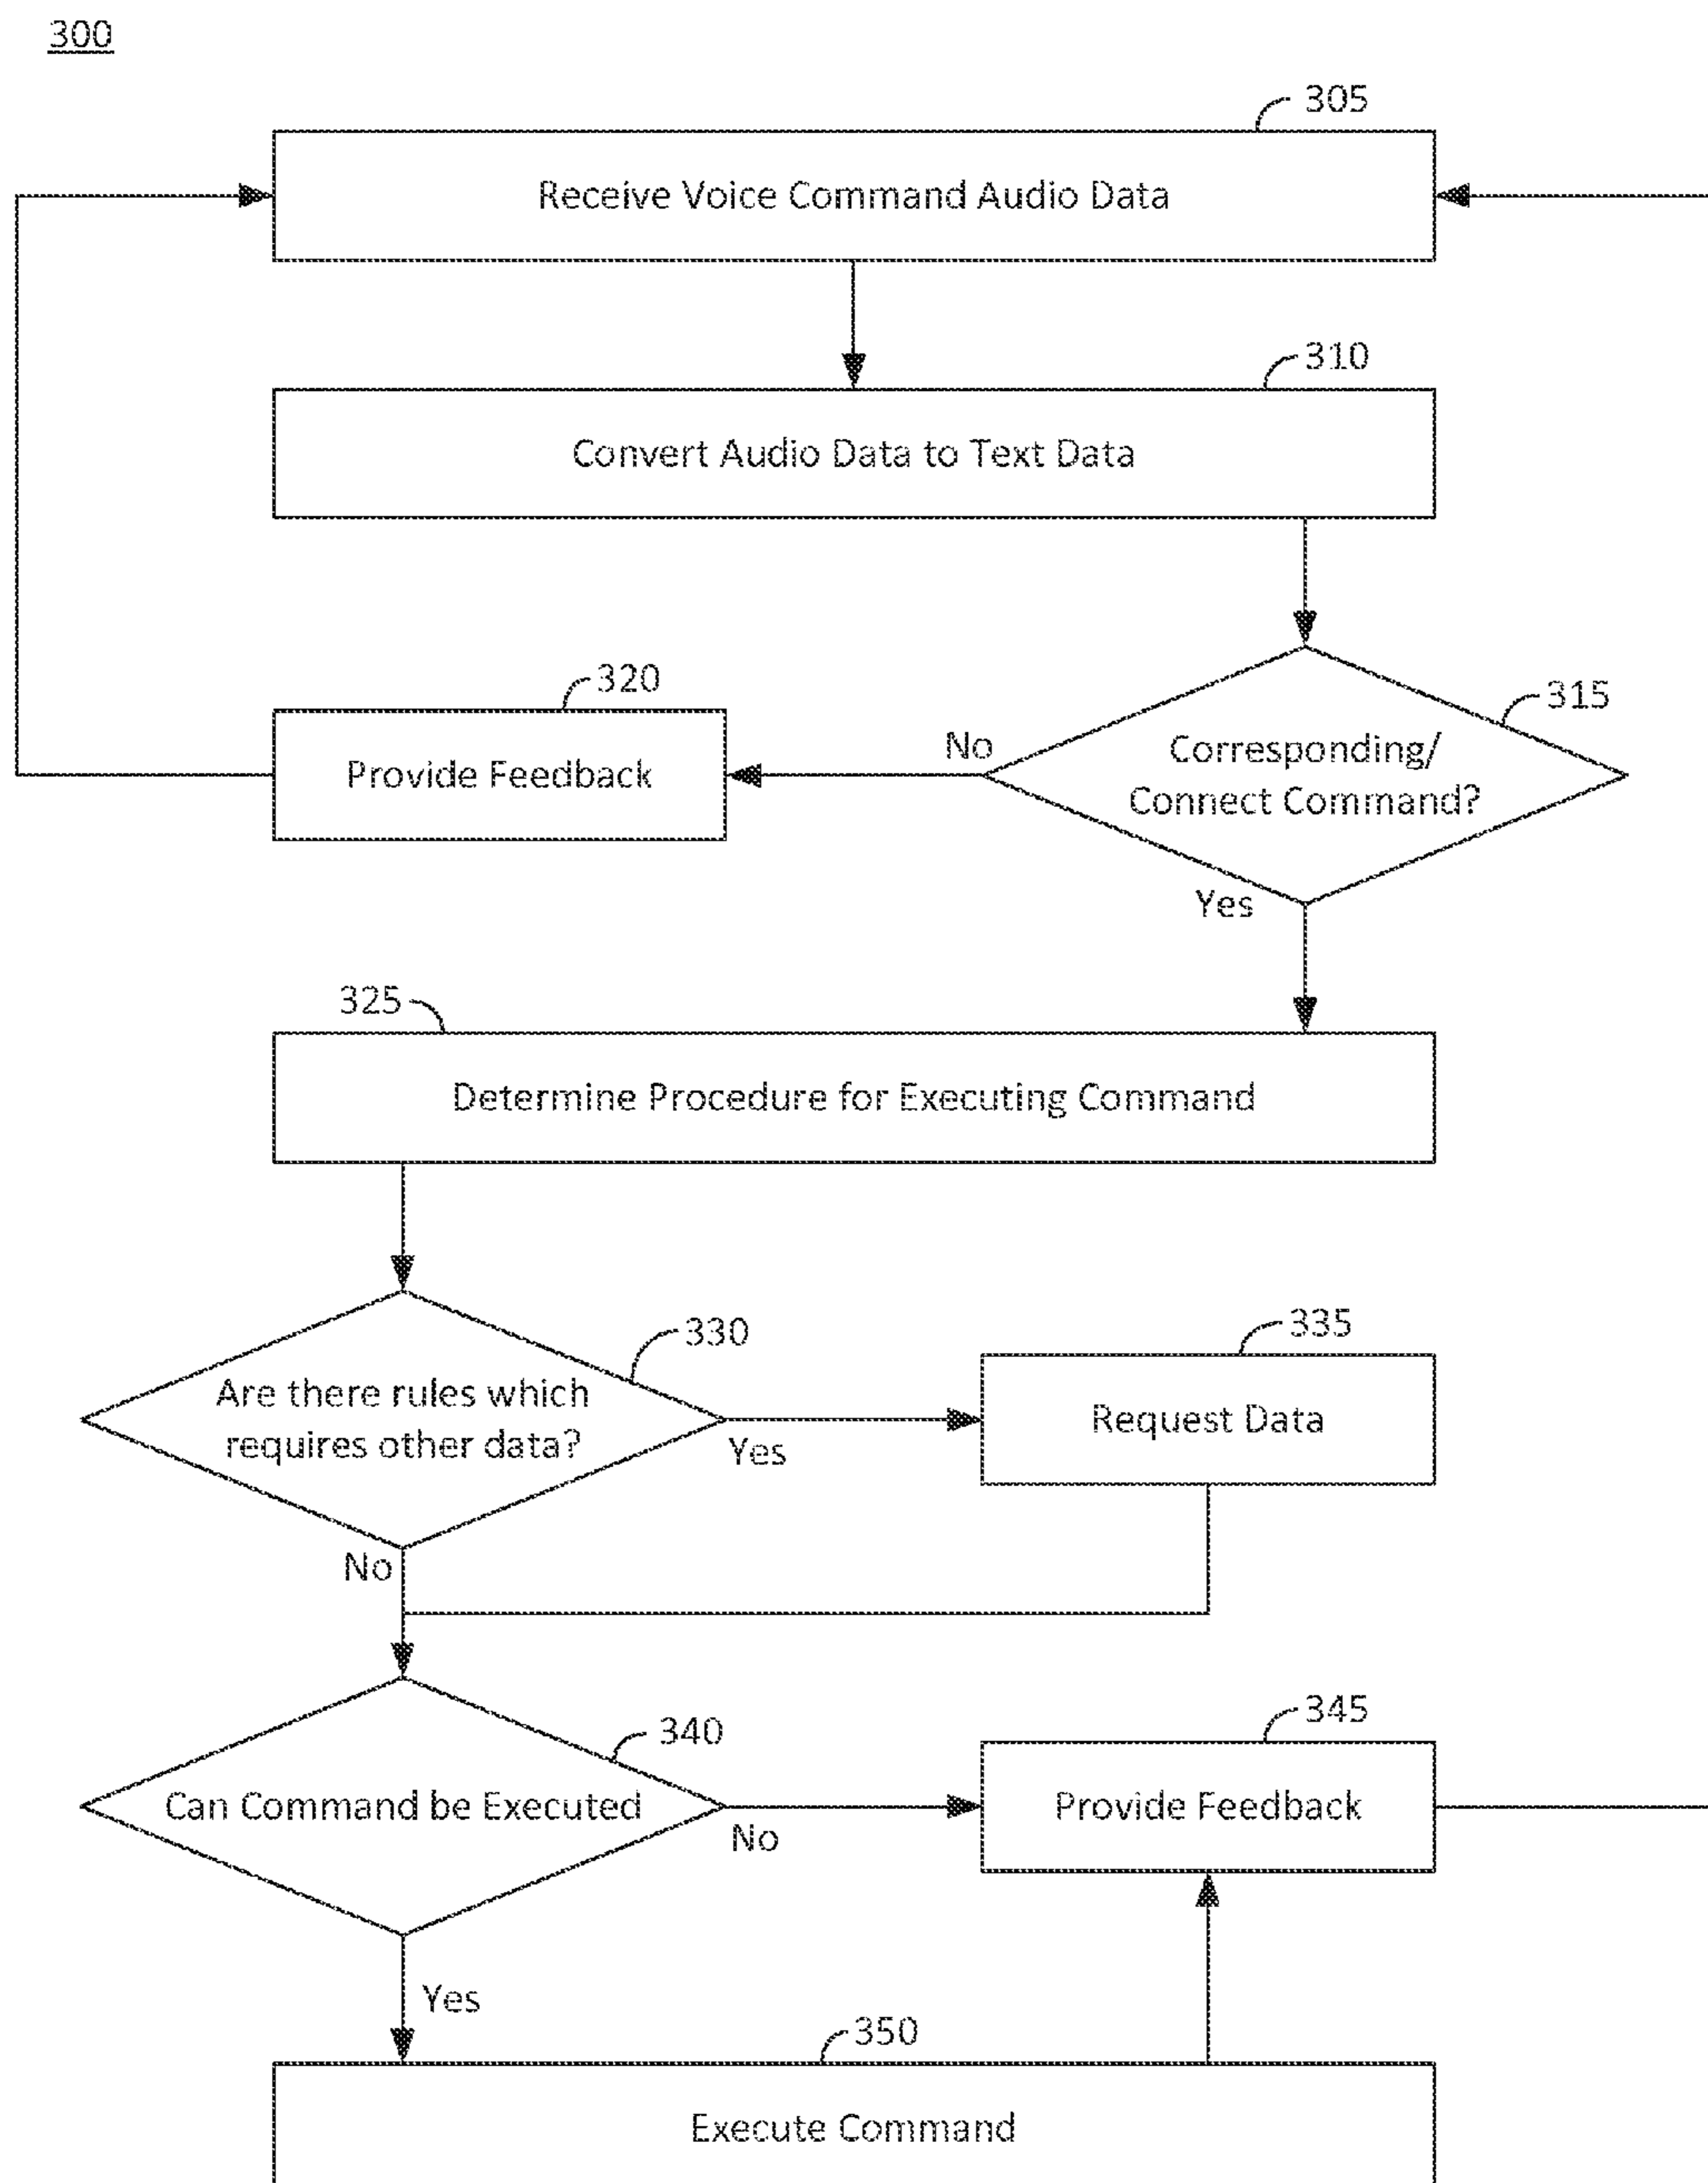 300
305
Receive Voice Command Audio Data
310
Convert Audio Data to Text Data
320
315
No
Provide Feedback
Corresponding/
Connect Command?
Yes
325
Determine Procedure for Executing Command
330
335
Are there rules which
requires other data?
Yes
Request Data
No
345
340
Can Command be Executed
No
Provide Feedback
Yes
350
Execute Command